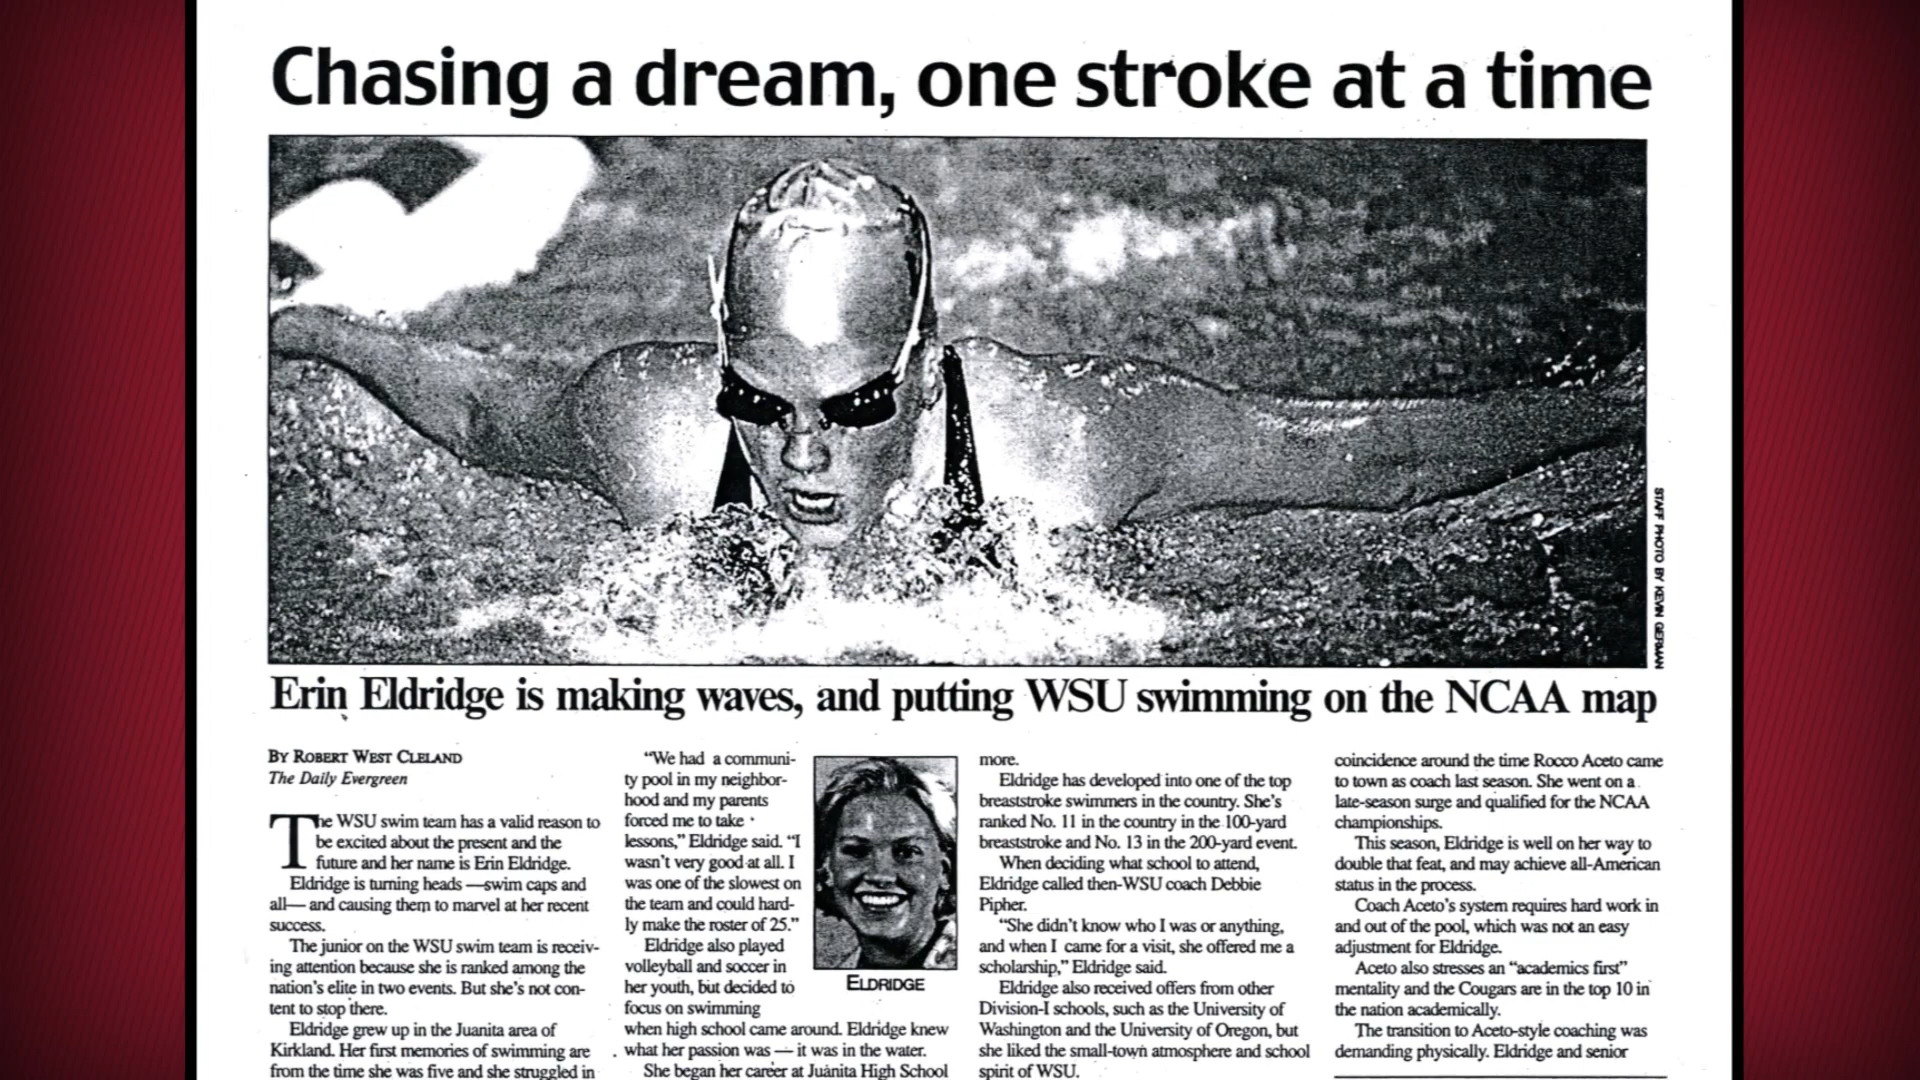 Chasing a dream, one stroke at a time
STAFF PHOTO BY KEVIN GERMAN
Erin Eldridge is making waves, and putting WSU swimming on the NCAA map
BY ROBERT WEST CLELAND
The Daily Evergreen
The WSU swim team has a valid reason to
be excited about the present and the
future and her name is Erin Eldridge.
Eldridge is turning heads —swim caps and
all— and causing them to marvel at her recent
success.
The junior on the WSU swim team is receiv-
ing attention because she is ranked among the
nation's elite in two events. But she's not con-
tent to stop there.
Eldridge grew up in the Juanita area of
Kirkland. Her first memories of swimming are
from the time she was five and she struggled in
"We had a communi-
ty pool in my neighbor-
hood and my parents
forced me to take
lessons," Eldridge said. "I
wasn't very good at all. I
was one of the slowest on
the team and could hard-
ly make the roster of 25."
Eldridge also played
volleyball and soccer in
her youth, but decided to
focus on swimming
when high school came around. Eldridge knew
what her passion was — it was in the water.
She began her career at Juanita High School
ELDRIDGE
more.
Eldridge has developed into one of the top
breaststroke swimmers in the country. She's
ranked No. 11 in the country in the 100-yard
breaststroke and No. 13 in the 200-yard event.
When deciding what school to attend,
Eldridge called then-WSU coach Debbie
Pipher.
"She didn't know who I was or anything,
and when I came for a visit, she offered me a
scholarship," Eldridge said.
Eldridge also received offers from other
Division-I schools, such as the University of
Washington and the University of Oregon, but
she liked the small-town atmosphere and school
spirit of WSU.
coincidence around the time Rocco Aceto came
to town as coach last season. She went on a
late-season surge and qualified for the NCAA
championships.
This season, Eldridge is well on her way to
double that feat, and may achieve all-American
status in the process.
Coach Aceto's system requires hard work in
and out of the pool, which was not an easy
adjustment for Eldridge.
Aceto also stresses an "academics first"
mentality and the Cougars are in the top 10 in
the nation academically.
The transition to Aceto-style coaching was
demanding physically. Eldridge and senior